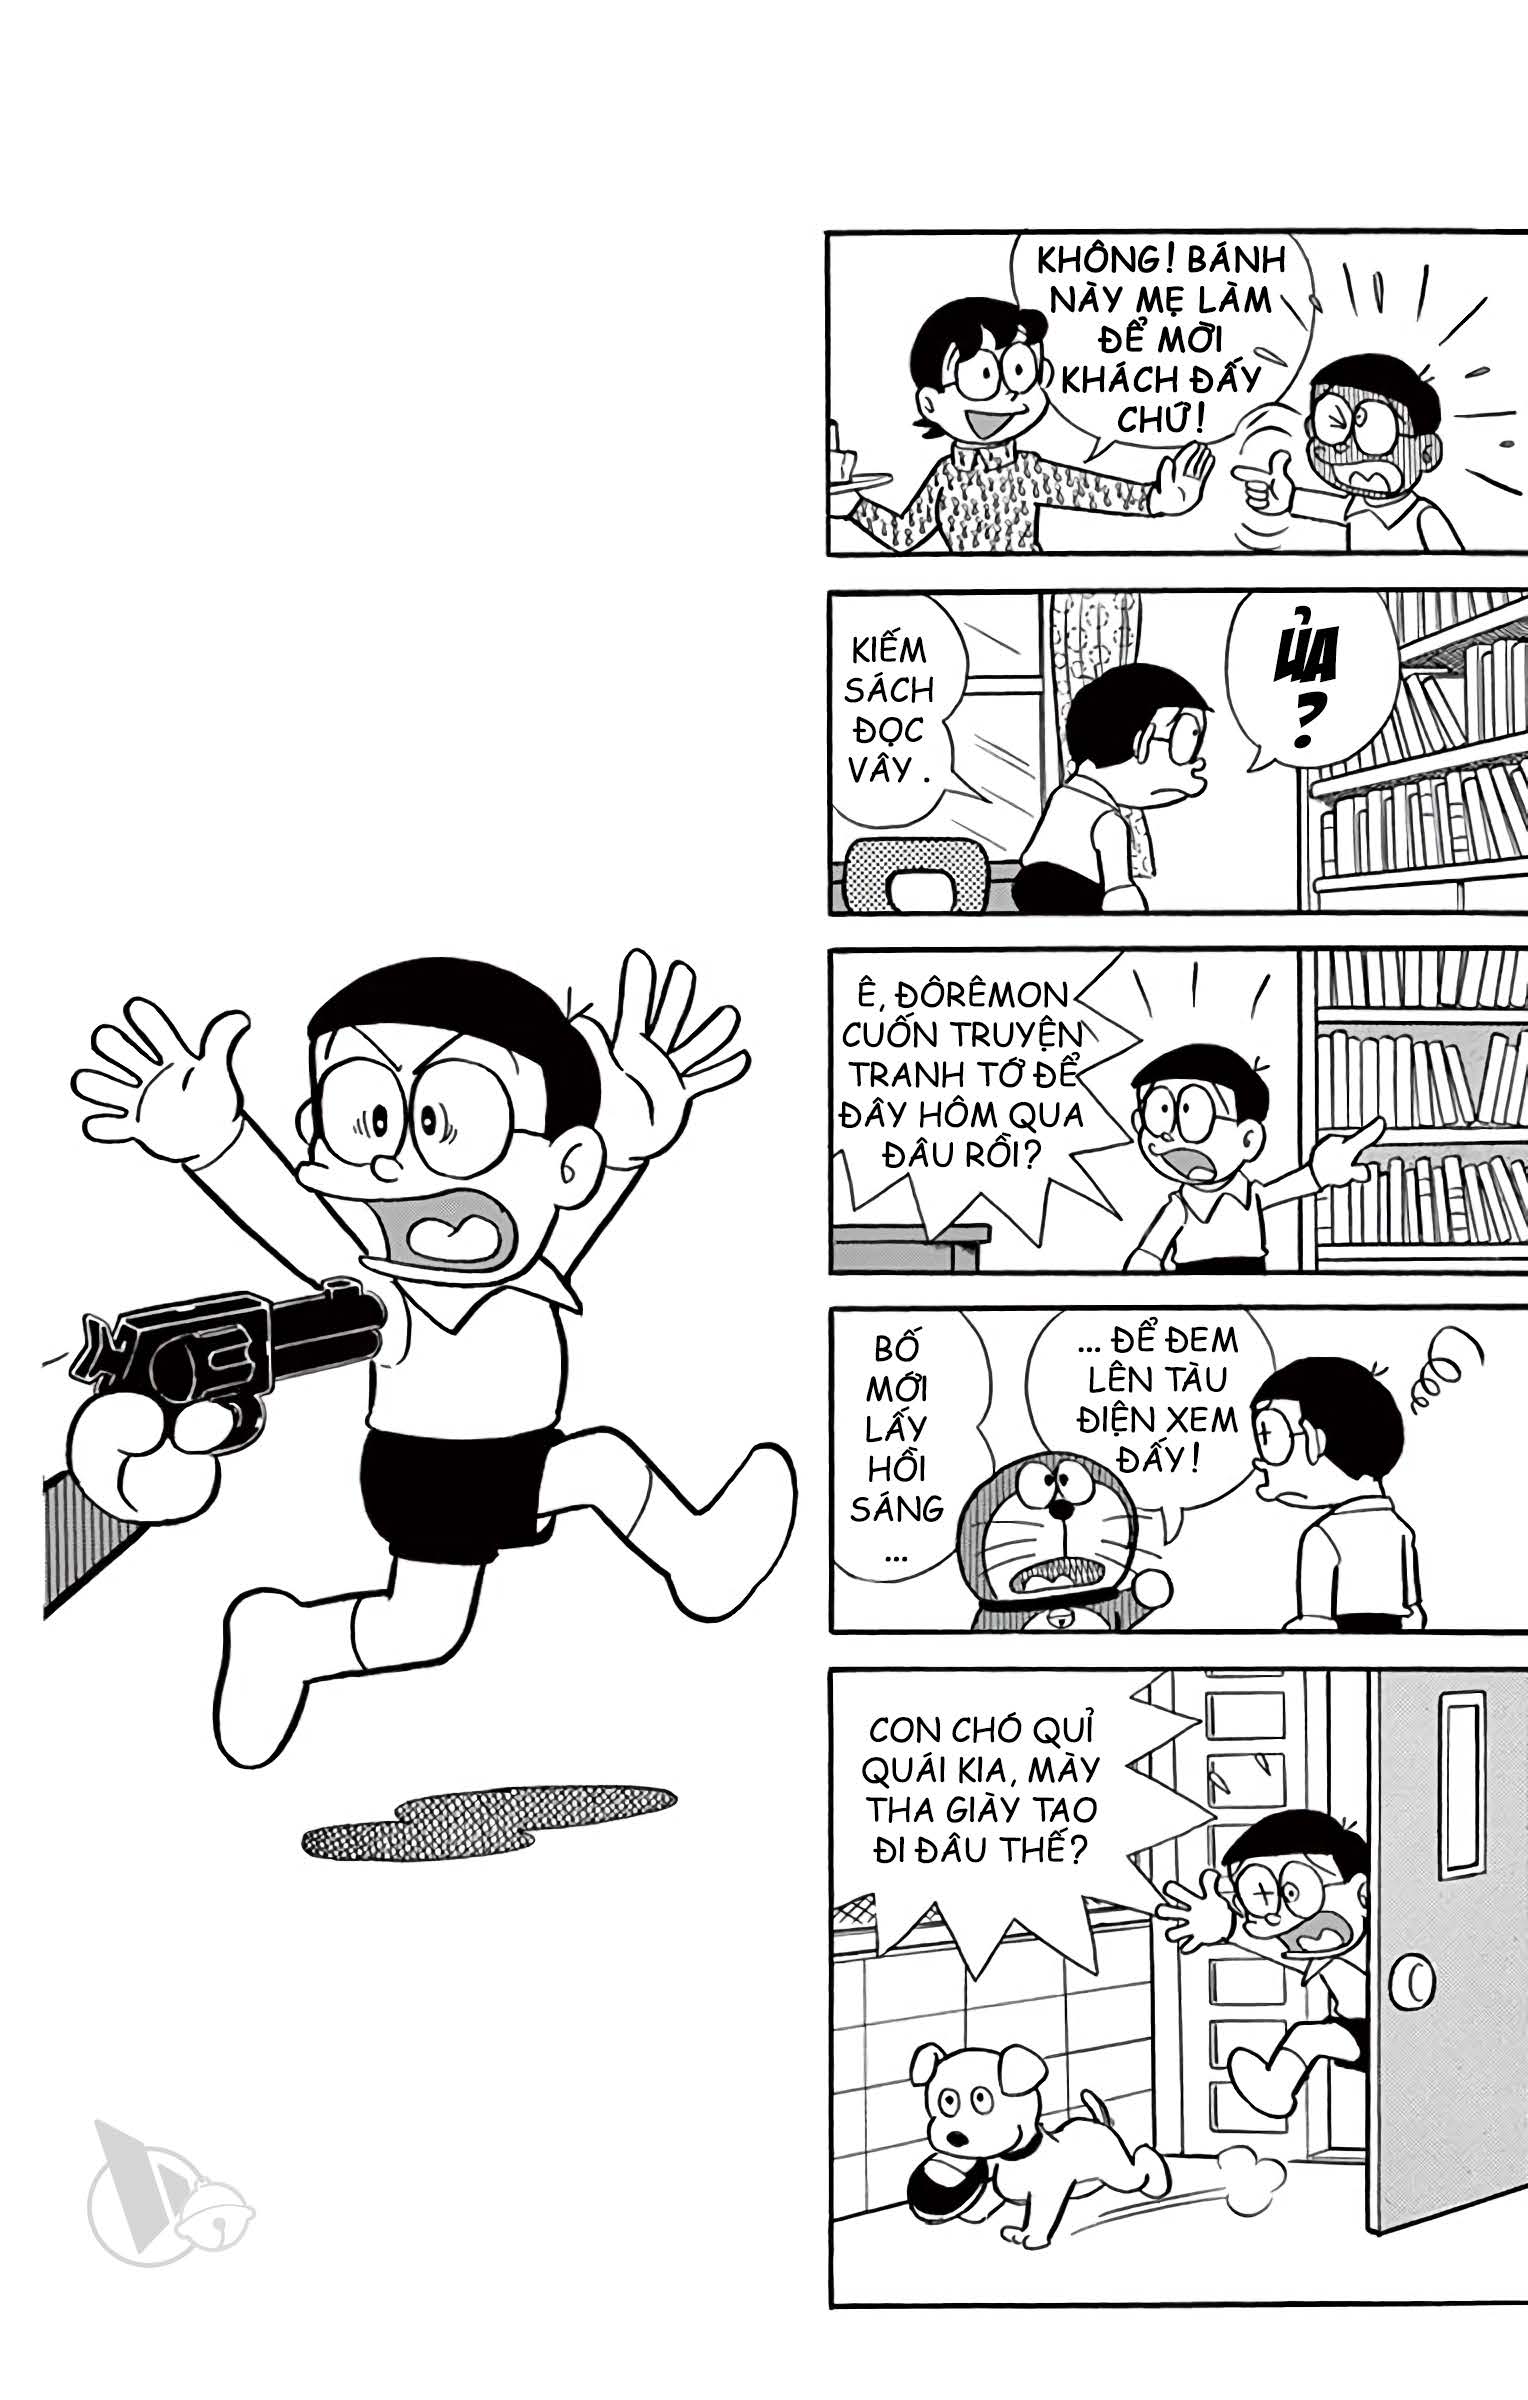 KHÔNG! BÁNH
NÀY MẸ LÀM
ĐỂ MỜI
KHÁCH ĐẤY
CHỨ!
KIẾM
SÁCH
ĐỌC
VÂY.
ỦA
?
Ê, ĐÔRÊMON
CUỐN TRUYỆN
TRANH TỚ ĐỂ
ĐÂY HÔM QUA
ĐÂU RỒI?
BỐ
MỚI
LẤY
HỒI
SÁNG
...
... ĐỂ ĐEM
LÊN TÀU
ĐIỆN XEM
ĐẤY!
CON CHÓ QUỈ
QUÁI KIA, MÀY
THA GIÀY TAO
ĐI ĐÂU THẾ?